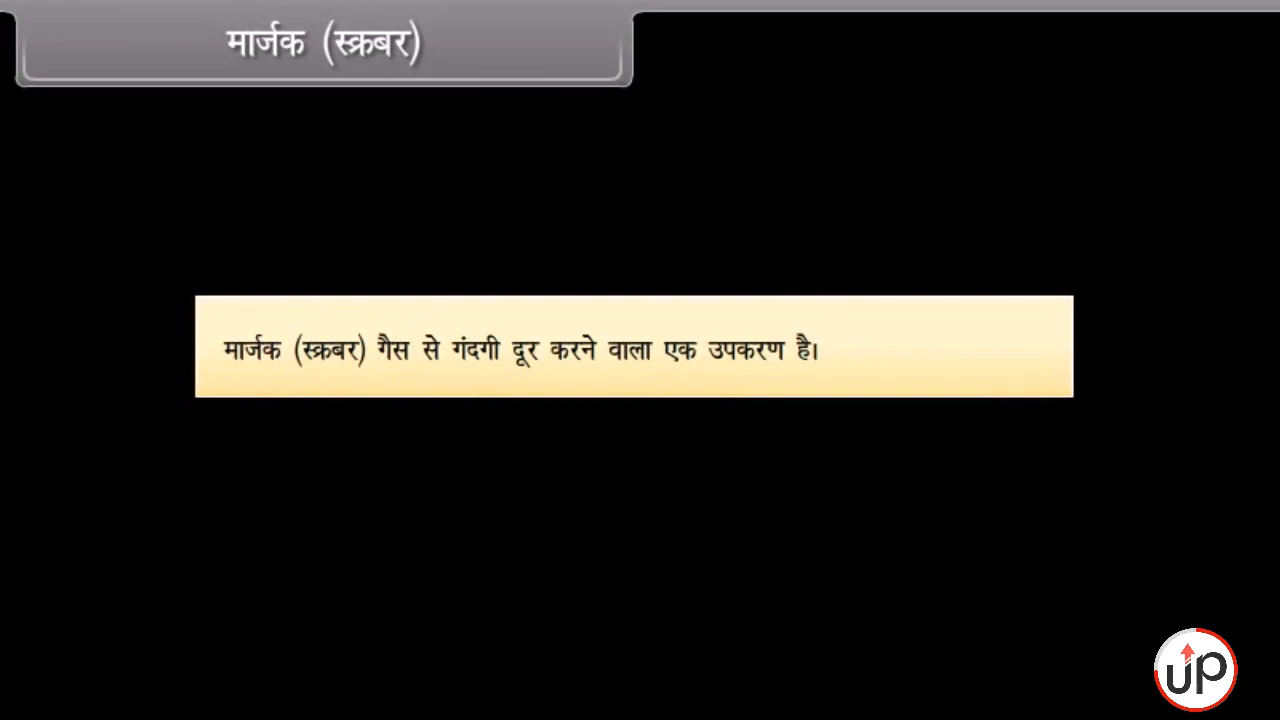 मार्जक (स्क्रबर)
मार्जक (स्क्रबर) गैस से गंदगी दूर करने वाला एक उपकरण है।
UP